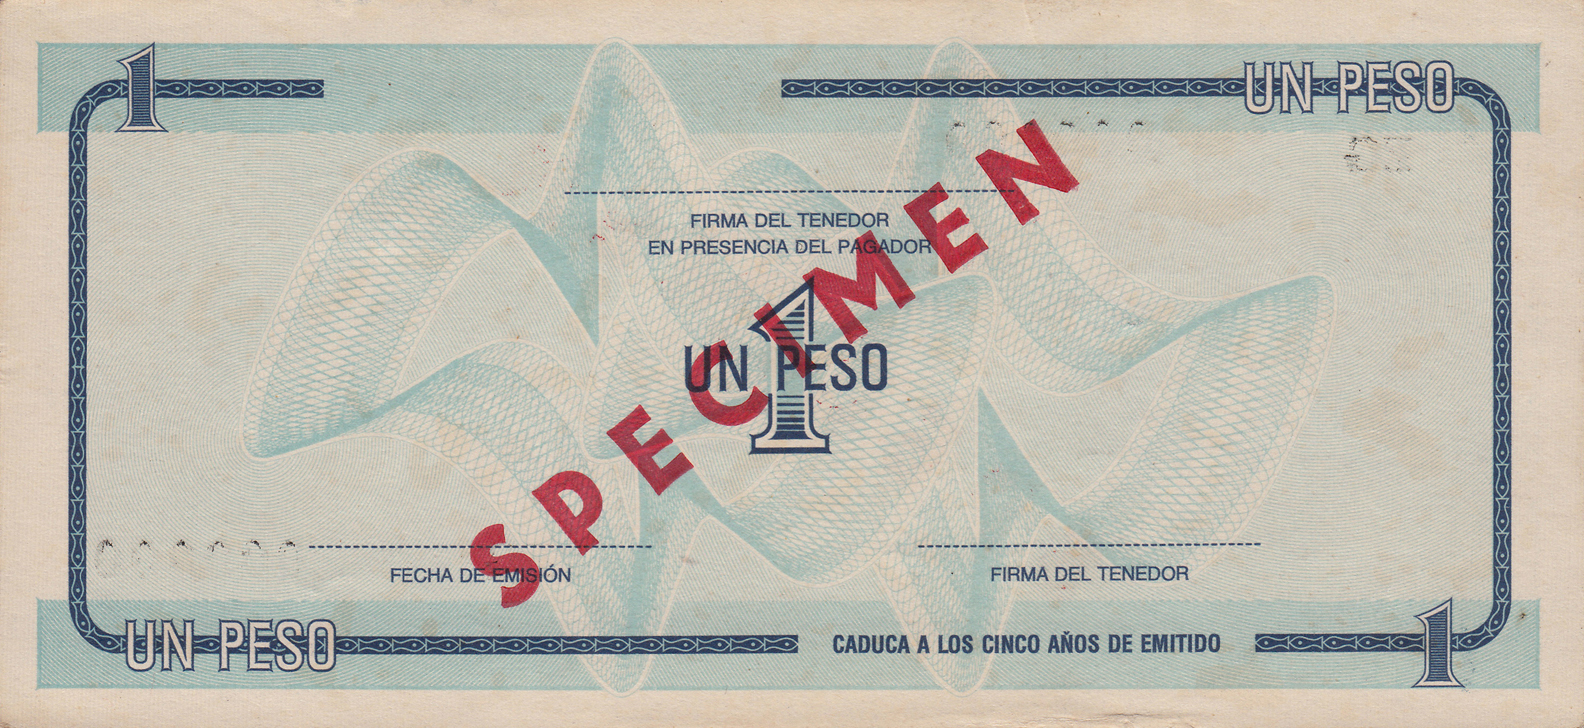 1
UN PESO
FIRMA DEL TENEDOR
EN PRESENCIA DEL PAGADOR
SPECIMEN
1
UN PESO
FECHA DE EMISIÓN
FIRMA DEL TENEDOR
UN PESO
CADUCA A LOS CINCO AÑOS DE EMITIDO
1